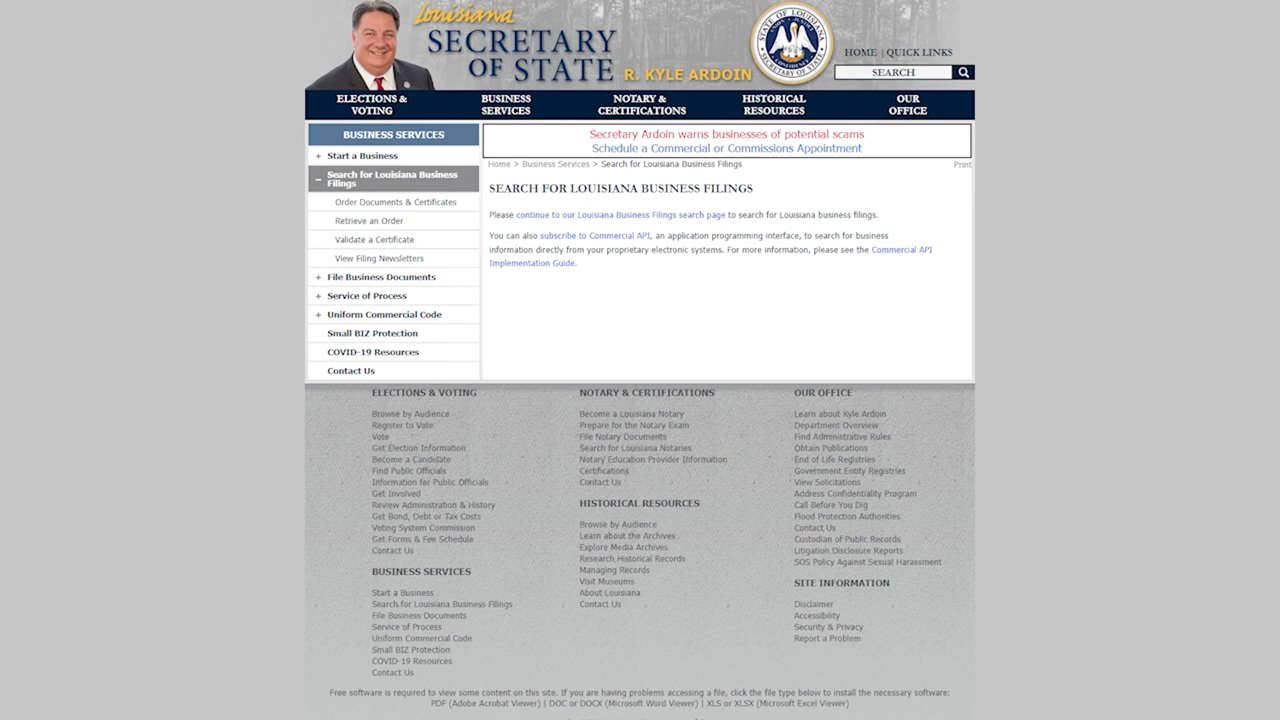 Louisiana
SECRETARY
OF STATE
R. KYLE ARDOIN
STATE OF LOUISIANA
SECRETARY OF STATE
HOME | QUICK LINKS
SEARCH
ELECTIONS &
VOTING
BUSINESS
SERVICES
NOTARY &
CERTIFICATIONS
HISTORICAL
RESOURCES
OUR
OFFICE
BUSINESS SERVICES
+ Start a Business
− Search for Louisiana Business
Filings
Order Documents & Certificates
Retrieve an Order
Validate a Certificate
View Filing Newsletters
+ File Business Documents
+ Service of Process
+ Uniform Commercial Code
Small BIZ Protection
COVID-19 Resources
Contact Us
Secretary Ardoin warns businesses of potential scams
Schedule a Commercial or Commissions Appointment
Home > Business Services > Search for Louisiana Business Filings
Print
SEARCH FOR LOUISIANA BUSINESS FILINGS
Please continue to our Louisiana Business Filings search page to search for Louisiana business filings.
You can also subscribe to Commercial API, an application programming interface, to search for business
information directly from your proprietary electronic systems. For more information, please see the Commercial API
Implementation Guide.
ELECTIONS & VOTING
Browse by Audience
Register to Vote
Vote
Get Election Information
Become a Candidate
Find Public Officials
Information for Public Officials
Get Involved
Review Administration & History
Get Bond, Debt or Tax Costs
Voting System Commission
Get Forms & Fee Schedule
Contact Us
BUSINESS SERVICES
Start a Business
Search for Louisiana Business Filings
File Business Documents
Service of Process
Uniform Commercial Code
Small BIZ Protection
COVID-19 Resources
Contact Us
NOTARY & CERTIFICATIONS
Become a Louisiana Notary
Prepare for the Notary Exam
File Notary Documents
Search for Louisiana Notaries
Notary Education Provider Information
Certifications
Contact Us
HISTORICAL RESOURCES
Browse by Audience
Learn about the Archives
Explore Media Archives
Research Historical Records
Managing Records
Visit Museums
About Louisiana
Contact Us
OUR OFFICE
Learn about Kyle Ardoin
Department Overview
Find Administrative Rules
Obtain Publications
End of Life Registries
Government Entity Registries
View Solicitations
Address Confidentiality Program
Call Before You Dig
Flood Protection Authorities
Contact Us
Custodian of Public Records
Litigation Disclosure Reports
SOS Policy Against Sexual Harassment
SITE INFORMATION
Disclaimer
Accessibility
Security & Privacy
Report a Problem
Free software is required to view some content on this site. If you are having problems accessing a file, click the file type below to install the necessary software:
PDF (Adobe Acrobat Viewer) | DOC or DOCX (Microsoft Word Viewer) | XLS or XLSX (Microsoft Excel Viewer)